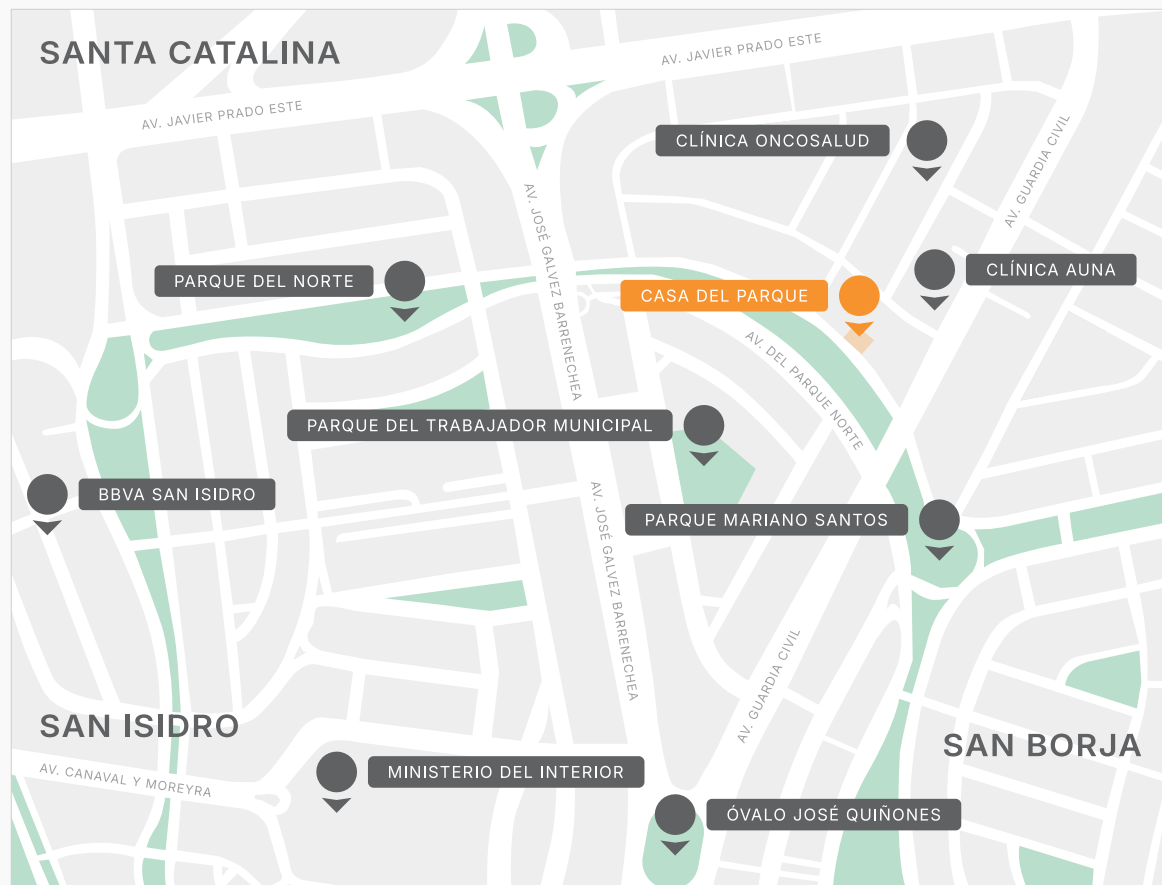 SANTA CATALINA
AV. JAVIER PRADO ESTE
AV. JAVIER PRADO ESTE
CLÍNICA ONCOSALUD
AV. GUARDIA CIVIL
AV. JOSÉ GALVEZ BARRENECHEA
PARQUE DEL NORTE
CLÍNICA AUNA
CASA DEL PARQUE
AV. DEL PARQUE NORTE
PARQUE DEL TRABAJADOR MUNICIPAL
BBVA SAN ISIDRO
AV. JOSÉ GALVEZ BARRENECHEA
PARQUE MARIANO SANTOS
AV. GUARDIA CIVIL
SAN ISIDRO
SAN BORJA
AV. CANAVAL Y MOREYRA
MINISTERIO DEL INTERIOR
ÓVALO JOSÉ QUIÑONES